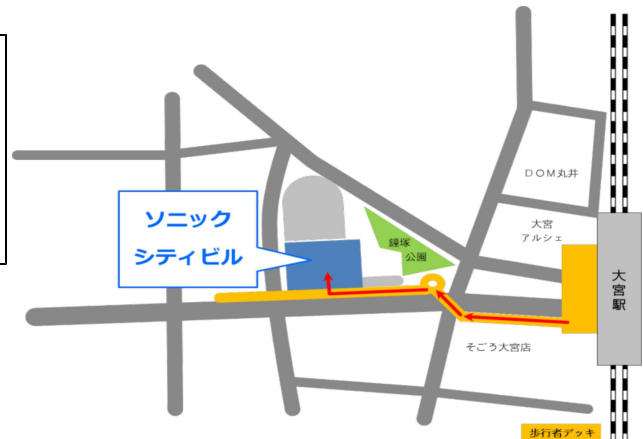 DOM丸井
大宮
アルシェ
ソニック
シティビル
鐘塚
公園
大宮駅
そごう大宮店
歩行者デッキ